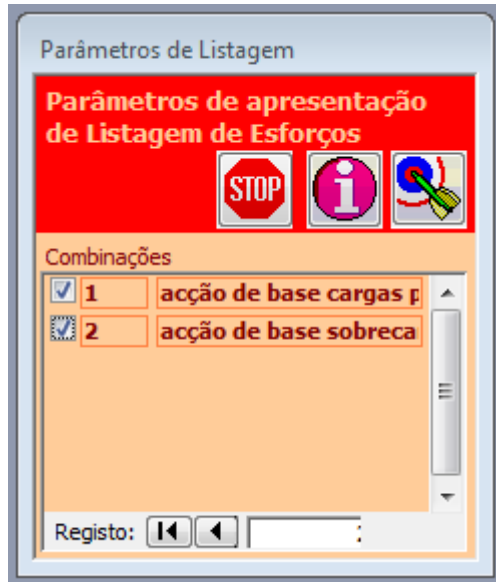 Parâmetros de Listagem
Parâmetros de apresentação
de Listagem de Esforços
STOP
i
Combinações
1 acção de base cargas
2 acção de base
Registo: